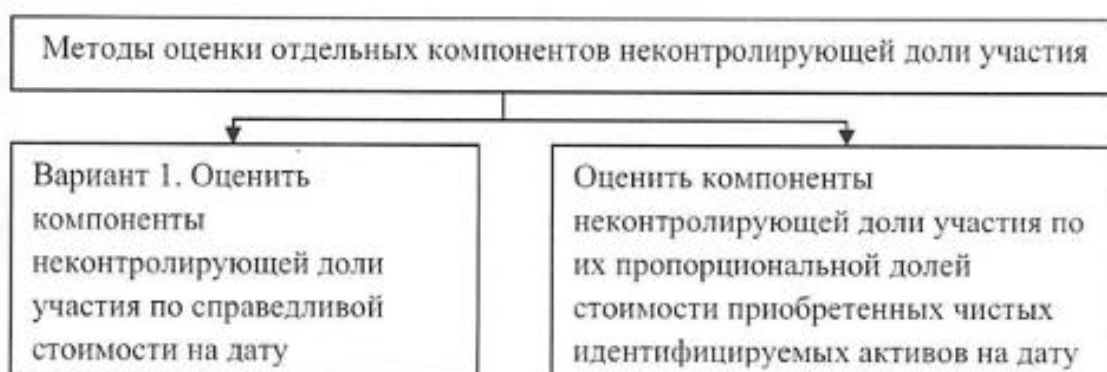 Методы оценки отдельных компонентов неконтролирующей доли участия
Вариант 1. Оценить
компоненты
неконтролирующей доли
участия по справедливой
стоимости на дату
Оценить компоненты
неконтролирующей доли участия по
их пропорциональной долей
стоимости приобретенных чистых
идентифицируемых активов на дату